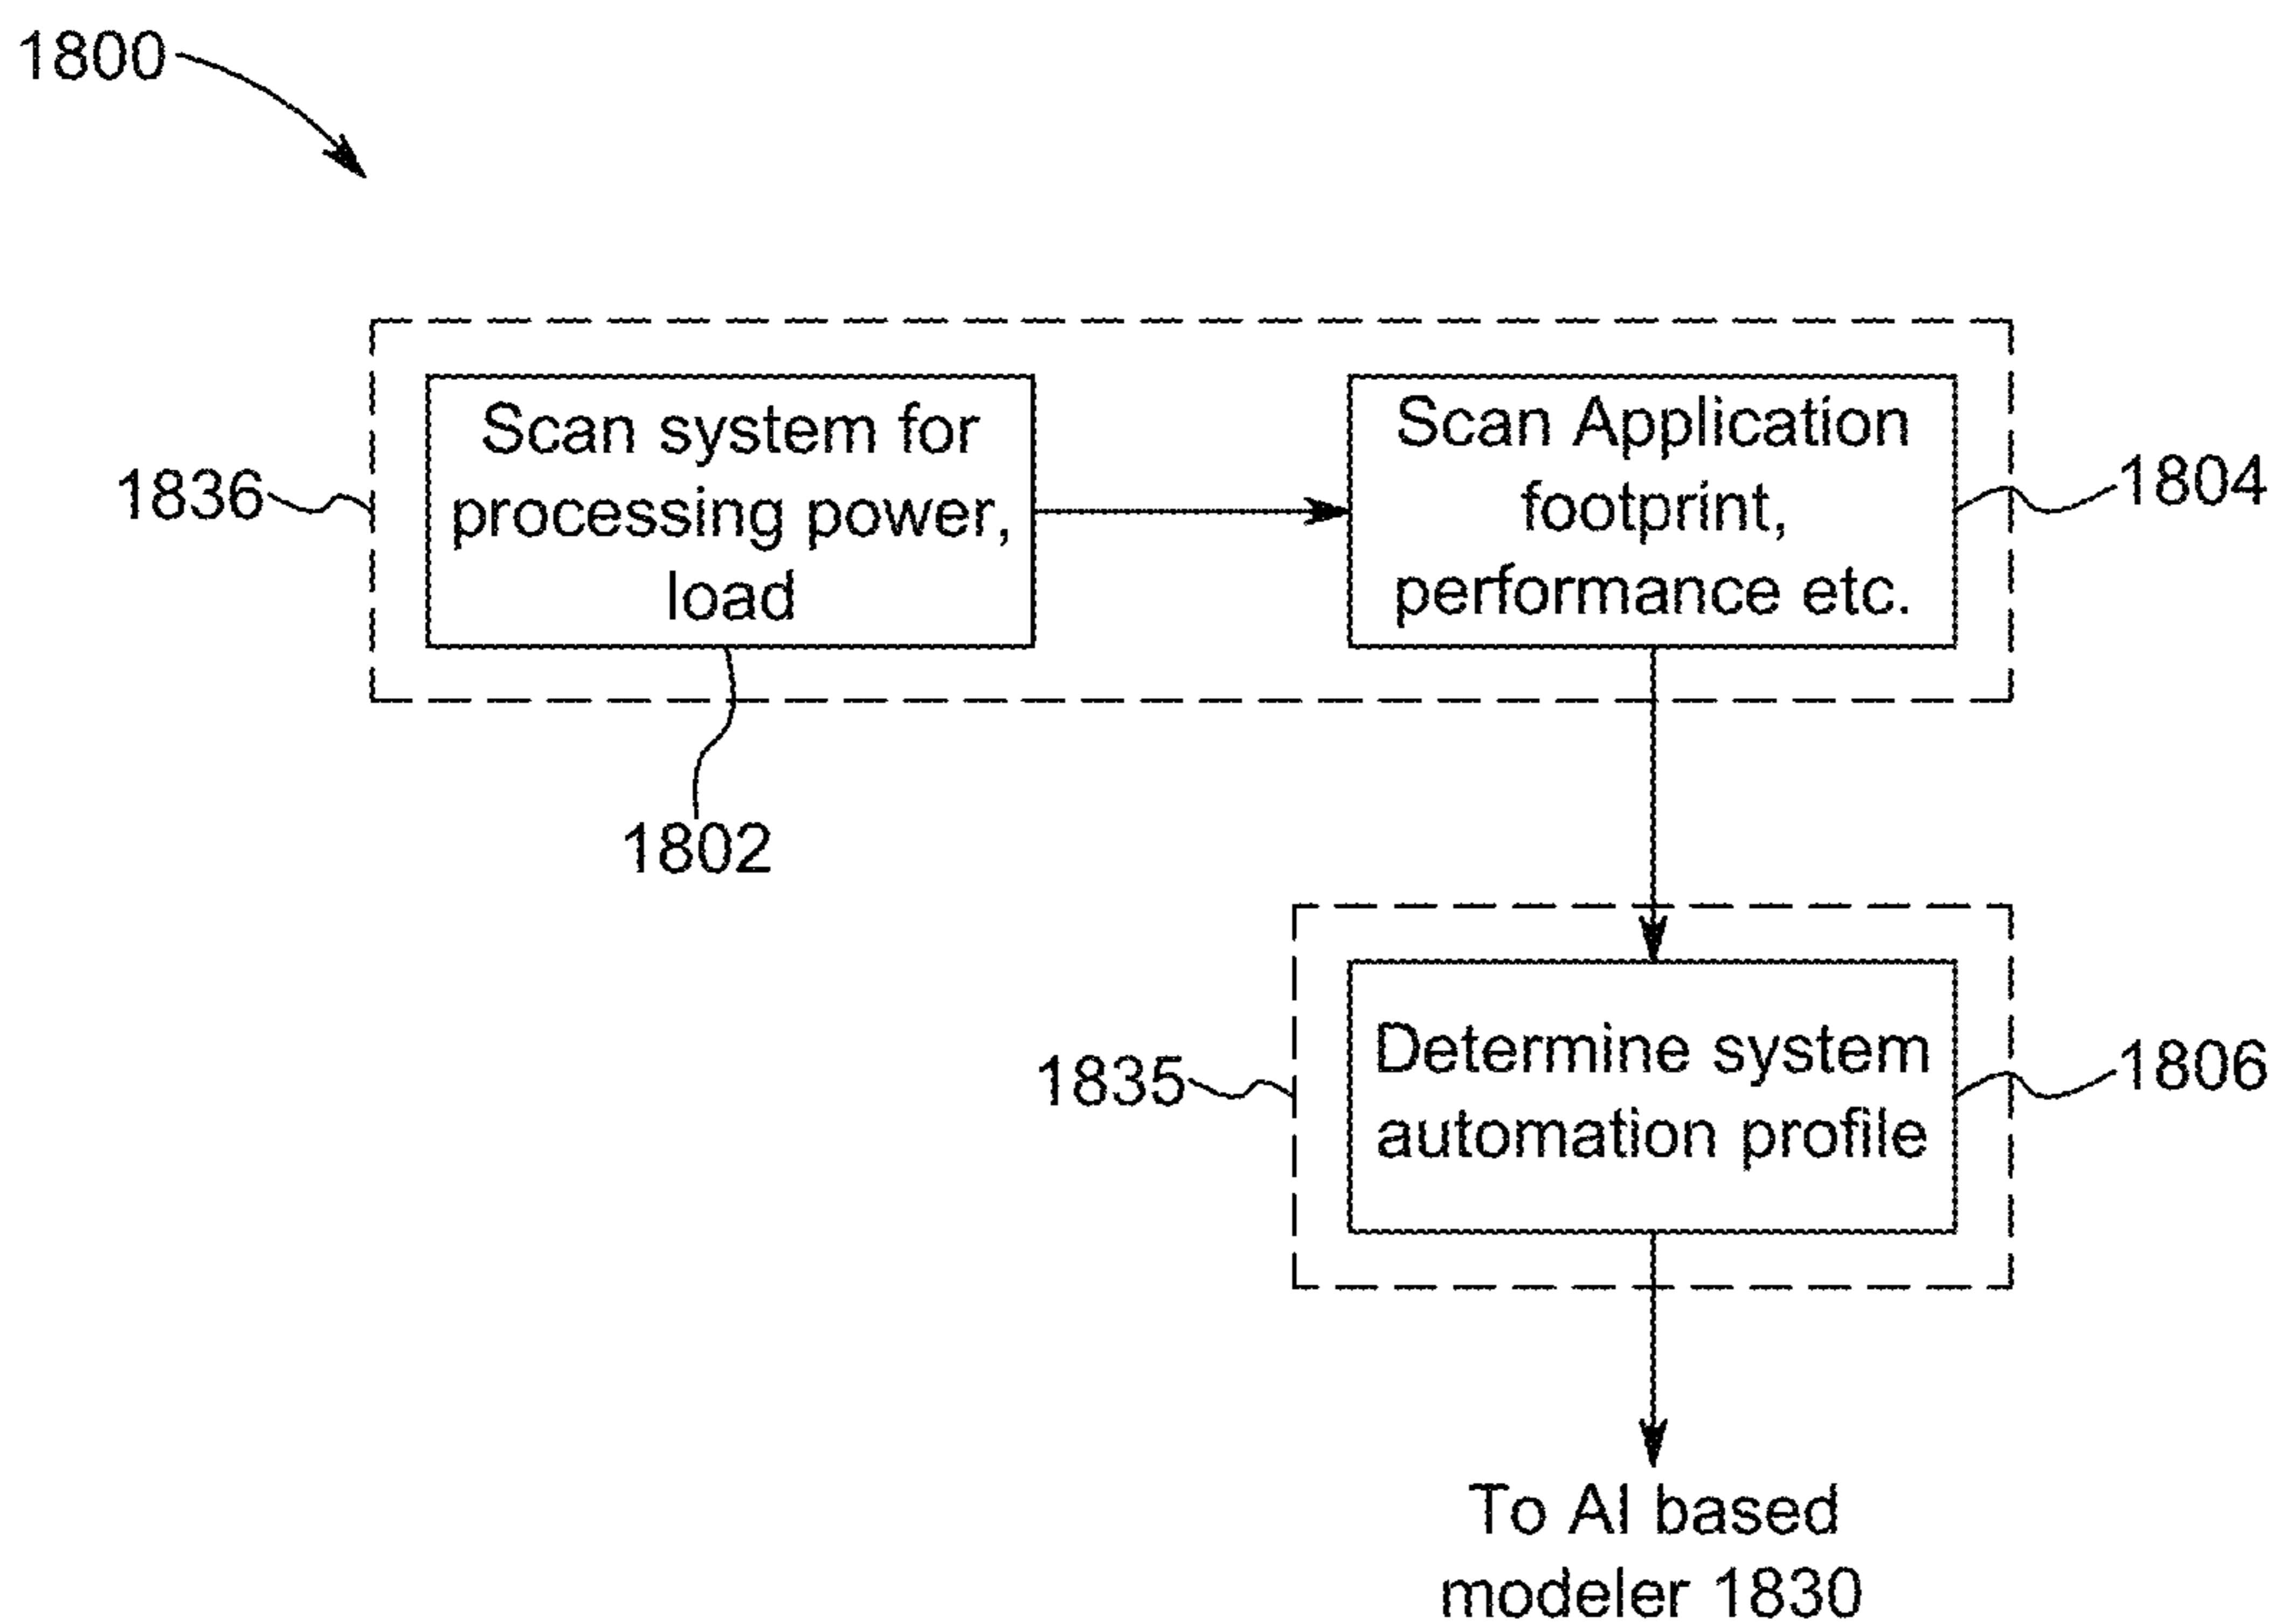 1800
Scan system for
processing power,
load
Scan Application
footprint,
performance etc.
1836
1804
1802
Determine system
automation profile
1835
1806
To AI based
modeler 1830